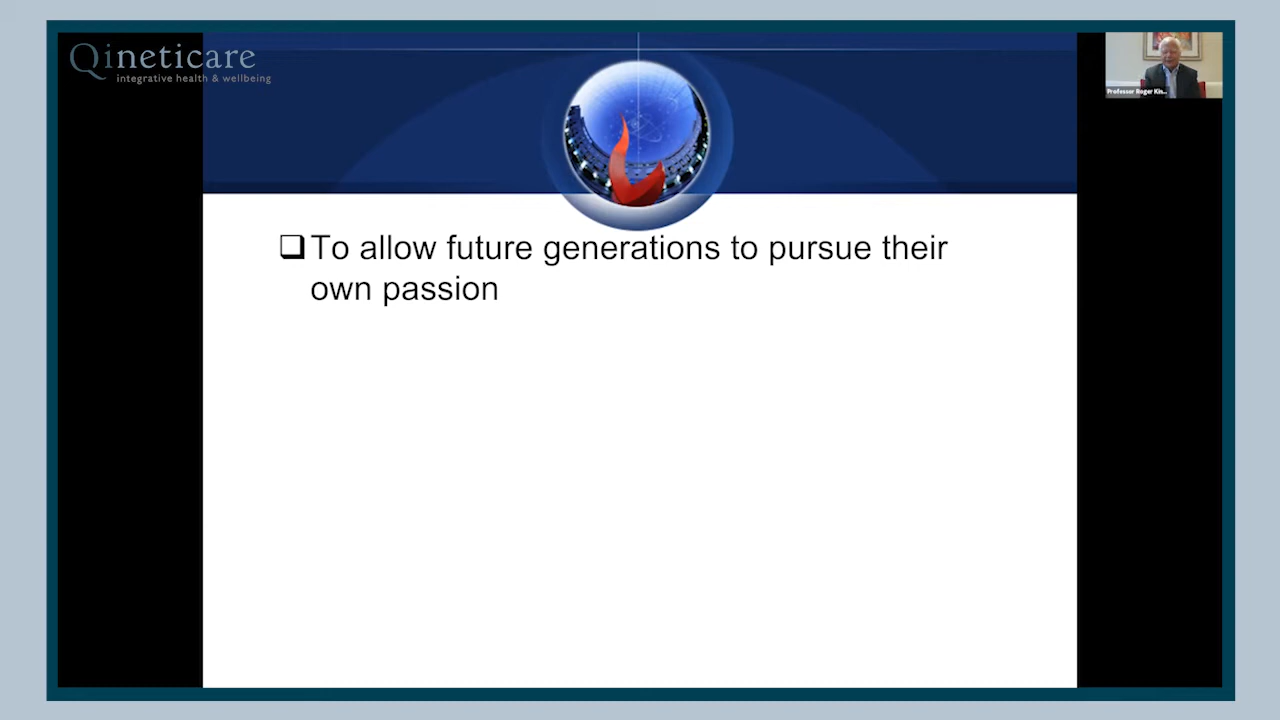 Qineticare
integrative health & wellbeing
Professor Roger Kin...
To allow future generations to pursue their
own passion